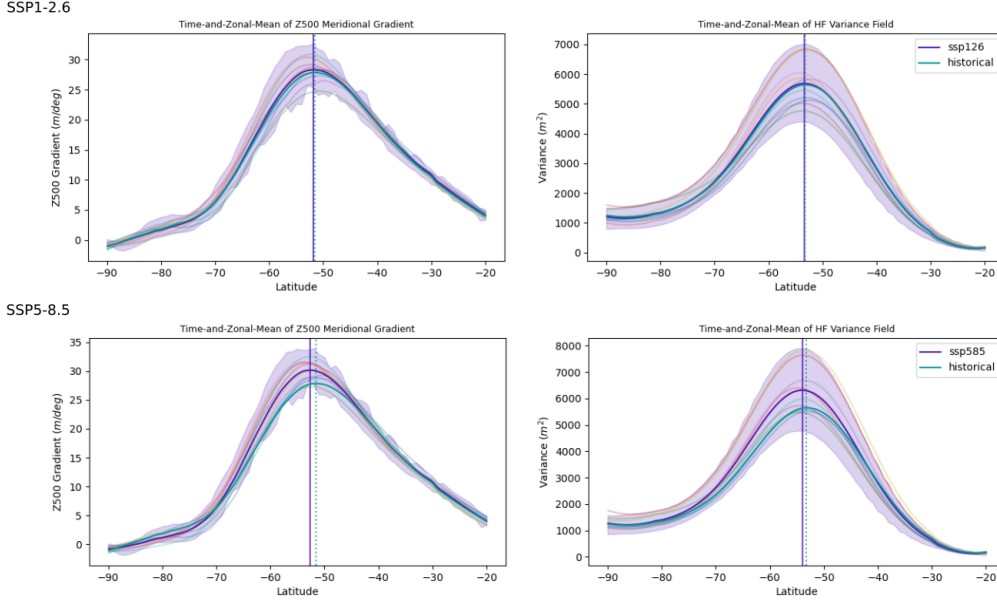 SSP1-2.6
Time-and-Zonal-Mean of Z500 Meridional Gradient
Z500 Gradient (m/deg)
30
25
20
15
10
5
0
−90 −80 −70 −60 −50 −40 −30 −20
Latitude
Time-and-Zonal-Mean of HF Variance Field
Variance (m²)
7000
6000
5000
4000
3000
2000
1000
0
ssp126
historical
−90 −80 −70 −60 −50 −40 −30 −20
Latitude
SSP5-8.5
Time-and-Zonal-Mean of Z500 Meridional Gradient
Z500 Gradient (m/deg)
35
30
25
20
15
10
5
0
−90 −80 −70 −60 −50 −40 −30 −20
Latitude
Time-and-Zonal-Mean of HF Variance Field
Variance (m²)
8000
7000
6000
5000
4000
3000
2000
1000
0
ssp585
historical
−90 −80 −70 −60 −50 −40 −30 −20
Latitude